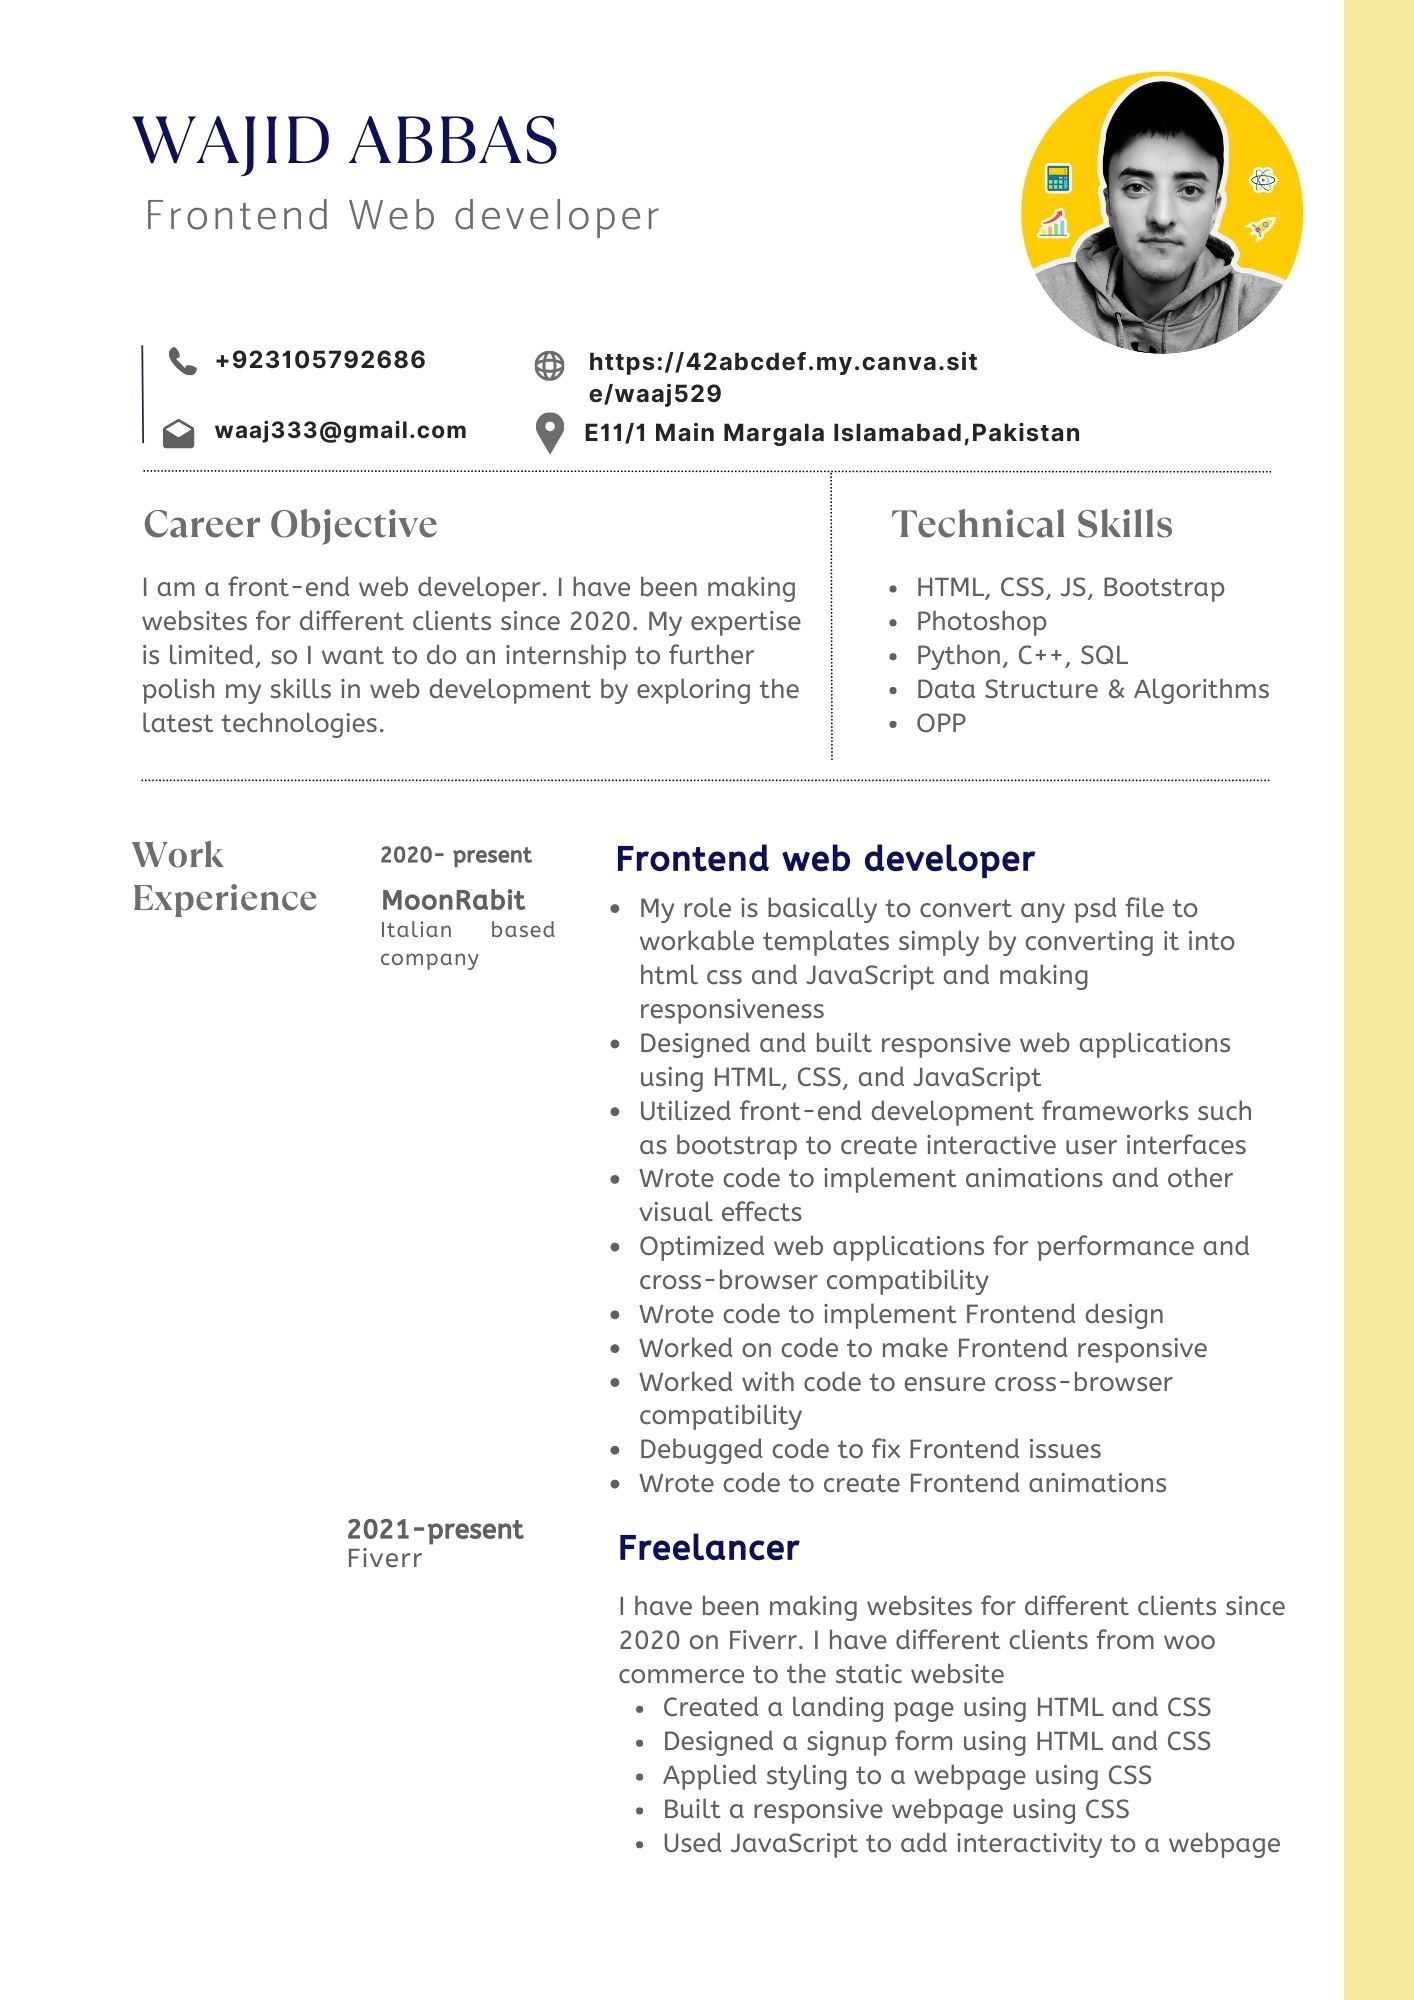 WAJID ABBAS
Frontend Web developer
+923105792686
https://42abcdef.my.canva.sit
e/waaj529
waaj333@gmail.com
E11/1 Main Margala Islamabad,Pakistan
Career Objective
I am a front-end web developer. I have been making
websites for different clients since 2020. My expertise
is limited, so I want to do an internship to further
polish my skills in web development by exploring the
latest technologies.
Technical Skills
• HTML, CSS, JS, Bootstrap
• Photoshop
• Python, C++, SQL
• Data Structure & Algorithms
• OPP
Work
Experience
2020- present
MoonRabit
Italian based
company
Frontend web developer
• My role is basically to convert any psd file to
workable templates simply by converting it into
html css and JavaScript and making
responsiveness
• Designed and built responsive web applications
using HTML, CSS, and JavaScript
• Utilized front-end development frameworks such
as bootstrap to create interactive user interfaces
• Wrote code to implement animations and other
visual effects
• Optimized web applications for performance and
cross-browser compatibility
• Wrote code to implement Frontend design
• Worked on code to make Frontend responsive
• Worked with code to ensure cross-browser
compatibility
• Debugged code to fix Frontend issues
• Wrote code to create Frontend animations
2021-present
Fiverr
Freelancer
I have been making websites for different clients since
2020 on Fiverr. I have different clients from woo
commerce to the static website
• Created a landing page using HTML and CSS
• Designed a signup form using HTML and CSS
• Applied styling to a webpage using CSS
• Built a responsive webpage using CSS
• Used JavaScript to add interactivity to a webpage